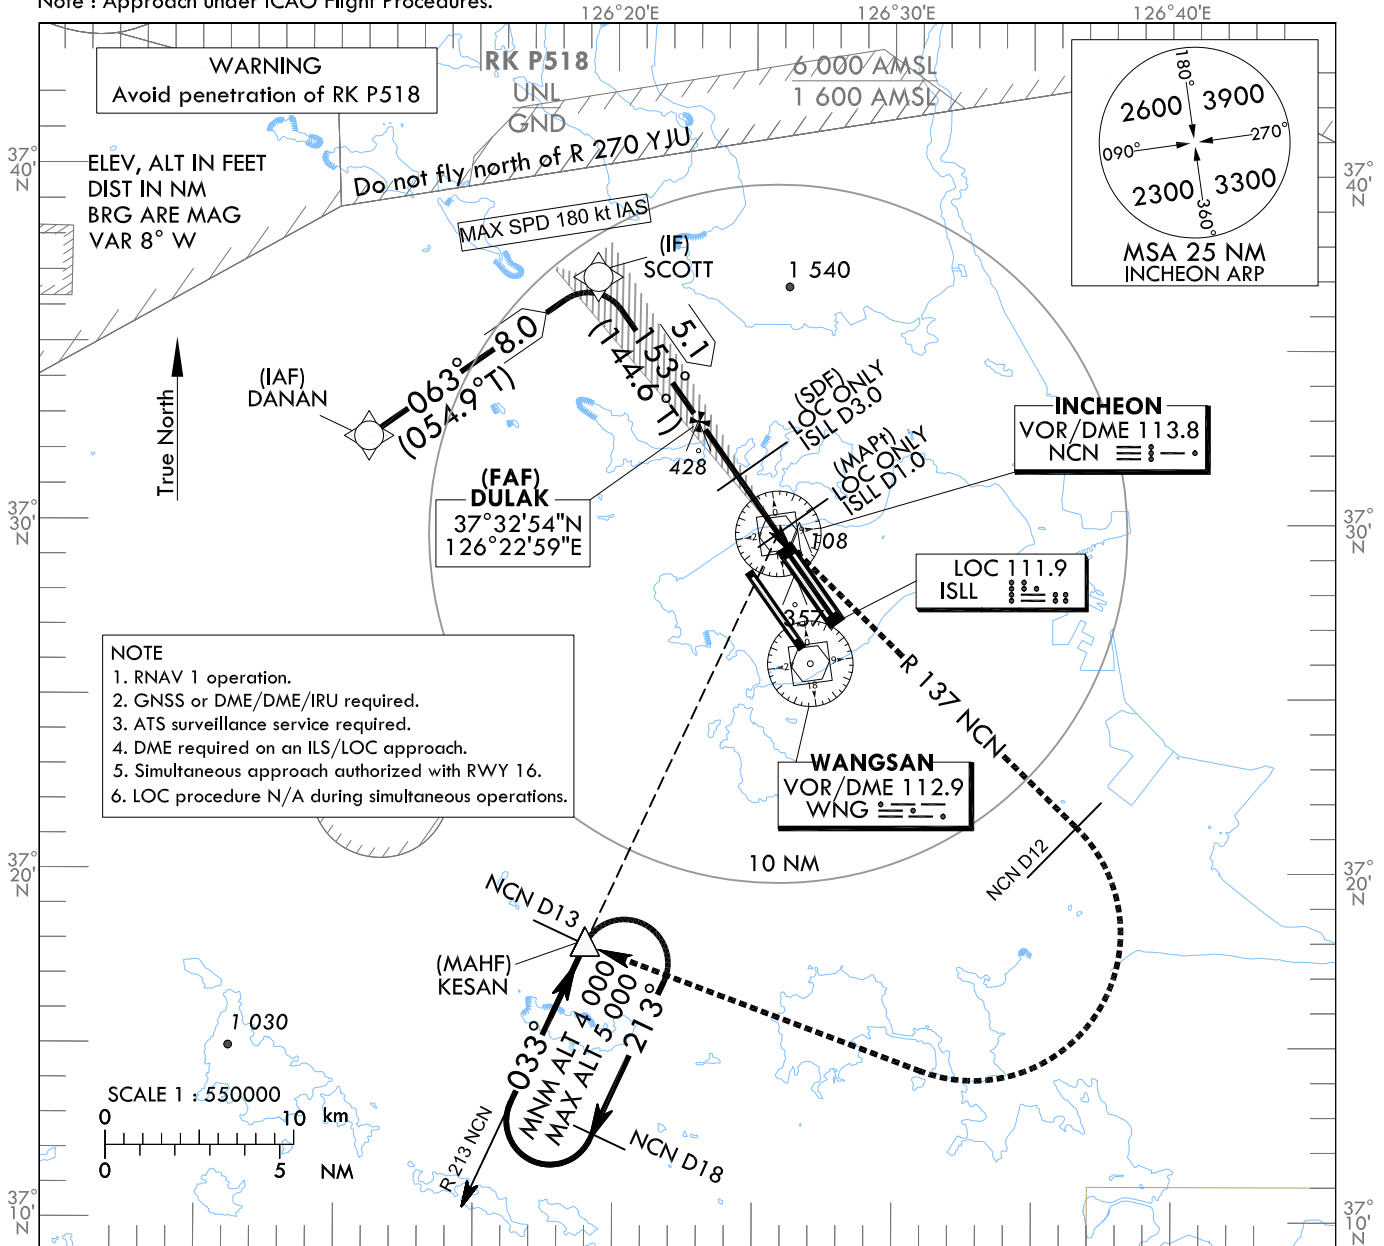 Note : Approach under ICAO Flight Procedures.
126°20'E
126°30'E
126°40'E
WARNING
Avoid penetration of RK P518
RK P518
UNL
GND
6 000 AMSL
1 600 AMSL
180°
2600
3900
270°
090°
2300
3300
360°
MSA 25 NM
INCHEON ARP
37°
40'
N
37°
40'
N
ELEV, ALT IN FEET
DIST IN NM
BRG ARE MAG
VAR 8° W
Do not fly north of R 270 YJU
MAX SPD 180 kt IAS
(IF)
SCOTT
1 540
True North
(IAF)
DANAN
063°
8.0
(054.9°T)
153°
(144.6°T)
5.1
(SDF)
LOC ONLY
ISLL D3.0
(MAPt)
LOC ONLY
ISLL D1.0
428
(FAF)
DULAK
37°32'54"N
126°22'59"E
INCHEON
VOR/DME 113.8
NCN
37°
30'
N
37°
30'
N
108
LOC 111.9
ISLL
357
R 137 NCN
NOTE
1. RNAV 1 operation.
2. GNSS or DME/DME/IRU required.
3. ATS surveillance service required.
4. DME required on an ILS/LOC approach.
5. Simultaneous approach authorized with RWY 16.
6. LOC procedure N/A during simultaneous operations.
WANGSAN
VOR/DME 112.9
WNG
10 NM
NCN D12
37°
20'
N
37°
20'
N
NCN D13
(MAHF)
KESAN
033°
MNM ALT 4 000
MAX ALT 5 000
213°
NCN D18
R 213 NCN
1 030
SCALE 1 : 550000
0
10
km
0
5
NM
37°
10'
N
37°
10'
N